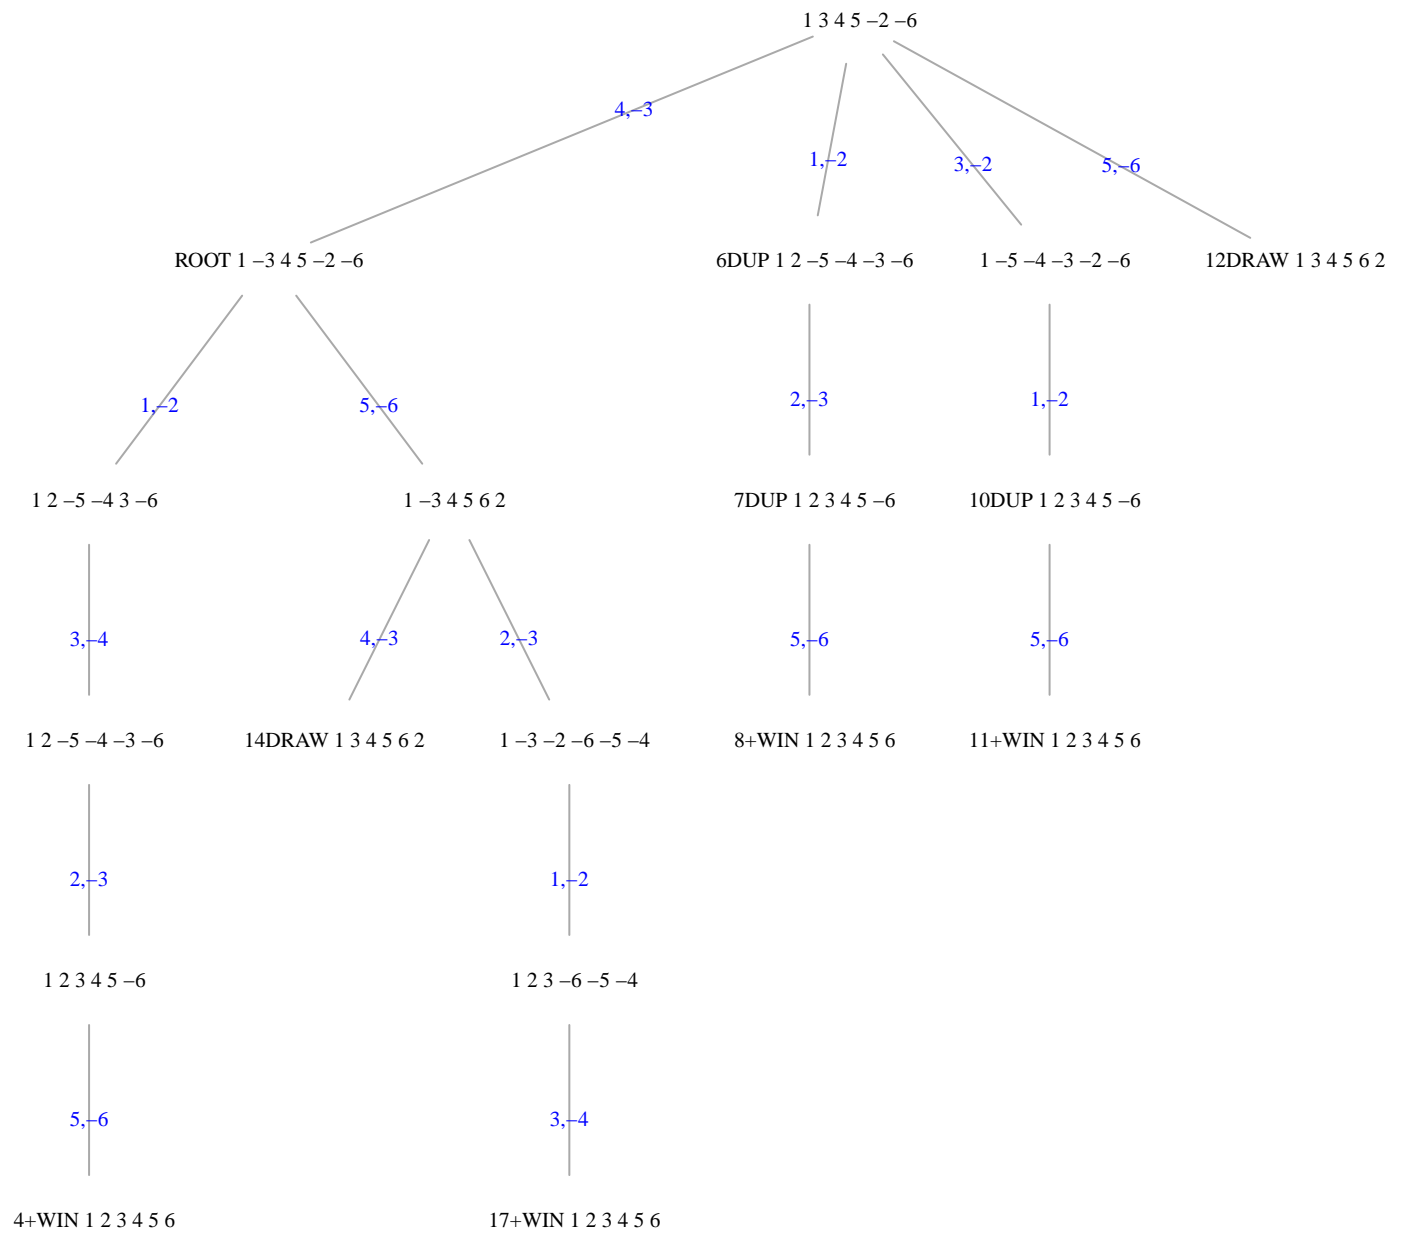 1 3 4 5 –2 –6
4,–3
1,–2
3,–2
5,–6
ROOT 1 –3 4 5 –2 –6
6DUP 1 2 –5 –4 –3 –6
1 –5 –4 –3 –2 –6
12DRAW 1 3 4 5 6 2
1,–2
5,–6
2,–3
1,–2
1 2 –5 –4 3 –6
1 –3 4 5 6 2
7DUP 1 2 3 4 5 –6
10DUP 1 2 3 4 5 –6
3,–4
4,–3
2,–3
5,–6
5,–6
1 2 –5 –4 –3 –6
14DRAW 1 3 4 5 6 2
1 –3 –2 –6 –5 –4
8+WIN 1 2 3 4 5 6
11+WIN 1 2 3 4 5 6
2,–3
1,–2
1 2 3 4 5 –6
1 2 3 –6 –5 –4
5,–6
3,–4
4+WIN 1 2 3 4 5 6
17+WIN 1 2 3 4 5 6